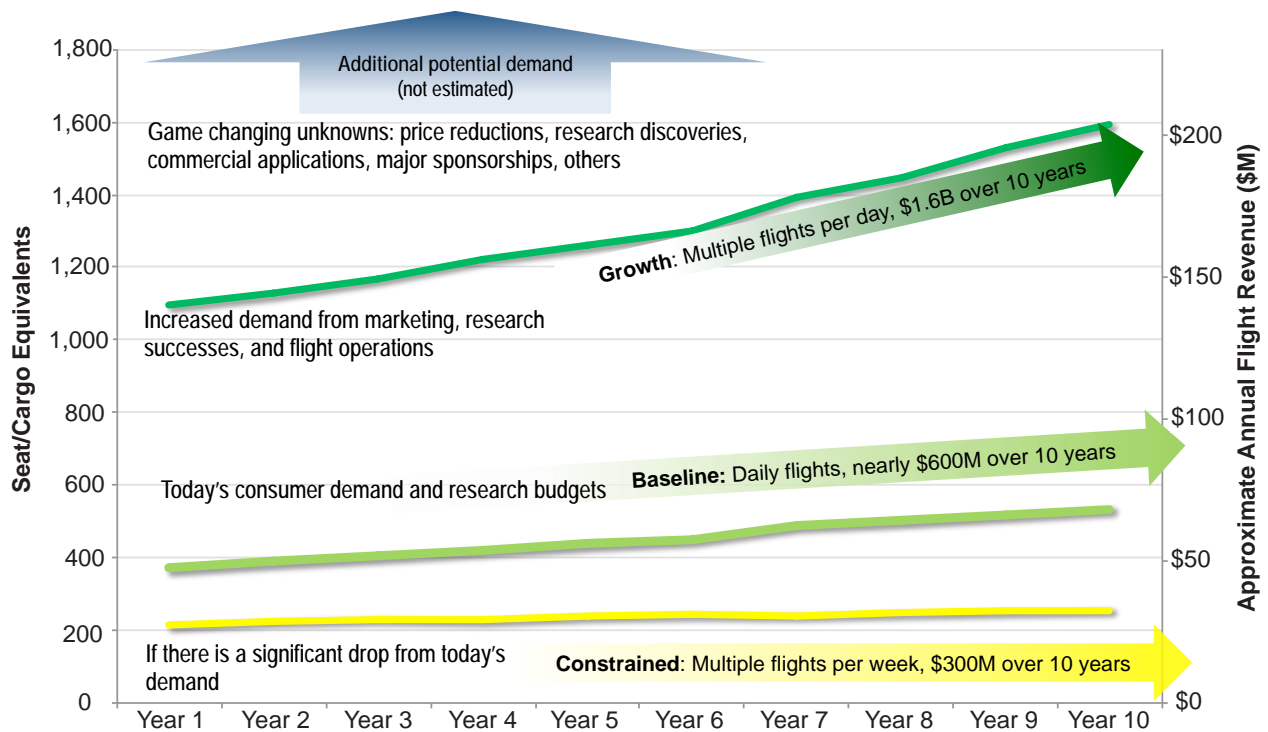 Additional potential demand
(not estimated)
Game changing unknowns: price reductions, research discoveries,
commercial applications, major sponsorships, others
Growth: Multiple flights per day, $1.6B over 10 years
Increased demand from marketing, research
successes, and flight operations
Baseline: Daily flights, nearly $600M over 10 years
Today's consumer demand and research budgets
If there is a significant drop from today's
demand
Constrained: Multiple flights per week, $300M over 10 years
Seat/Cargo Equivalents
1,800
1,600
1,400
1,200
1,000
800
600
400
200
0
Approximate Annual Flight Revenue ($M)
$200
$150
$100
$50
$0
Year 1 Year 2 Year 3 Year 4 Year 5 Year 6 Year 7 Year 8 Year 9 Year 10